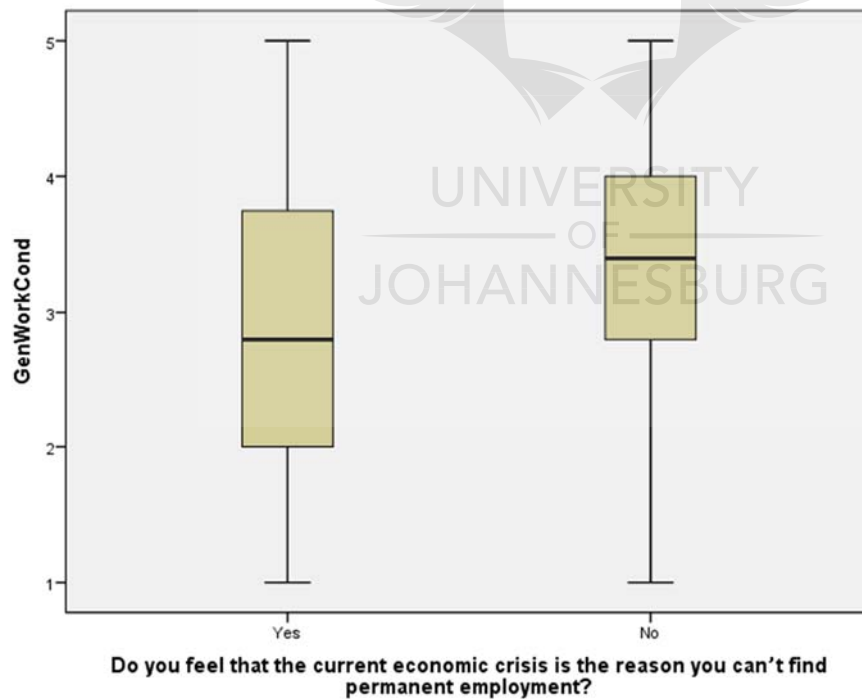 UNIVERSITY
OF
JOHANNESBURG
GenWorkCond
5
4
3
2
1
Yes No
Do you feel that the current economic crisis is the reason you can't find
permanent employment?